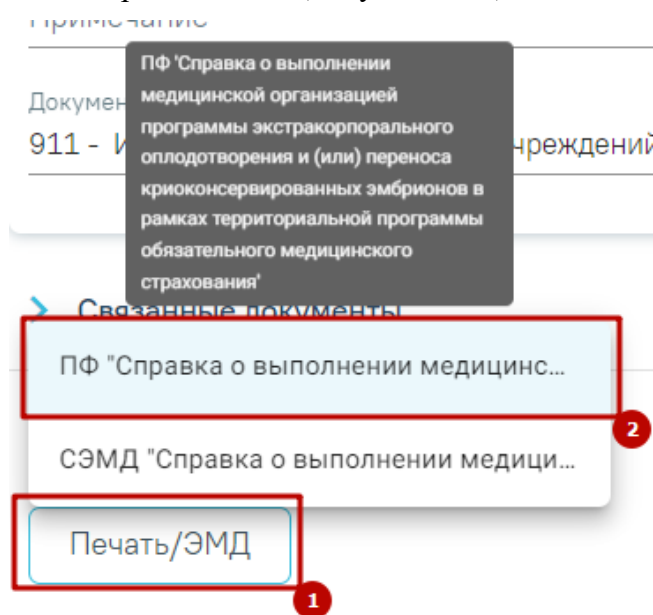 Примечание
ПФ 'Справка о выполнении
медицинской организацией
программы экстракорпорального
оплодотворения и (или) переноса
криоконсервированных эмбрионов в
рамках территориальной программы
обязательного медицинского
страхования'
Докумен
911 - И чреждений
Связанные документы
ПФ "Справка о выполнении медицинс...
2
СЭМД "Справка о выполнении медици...
Печать/ЭМД
1